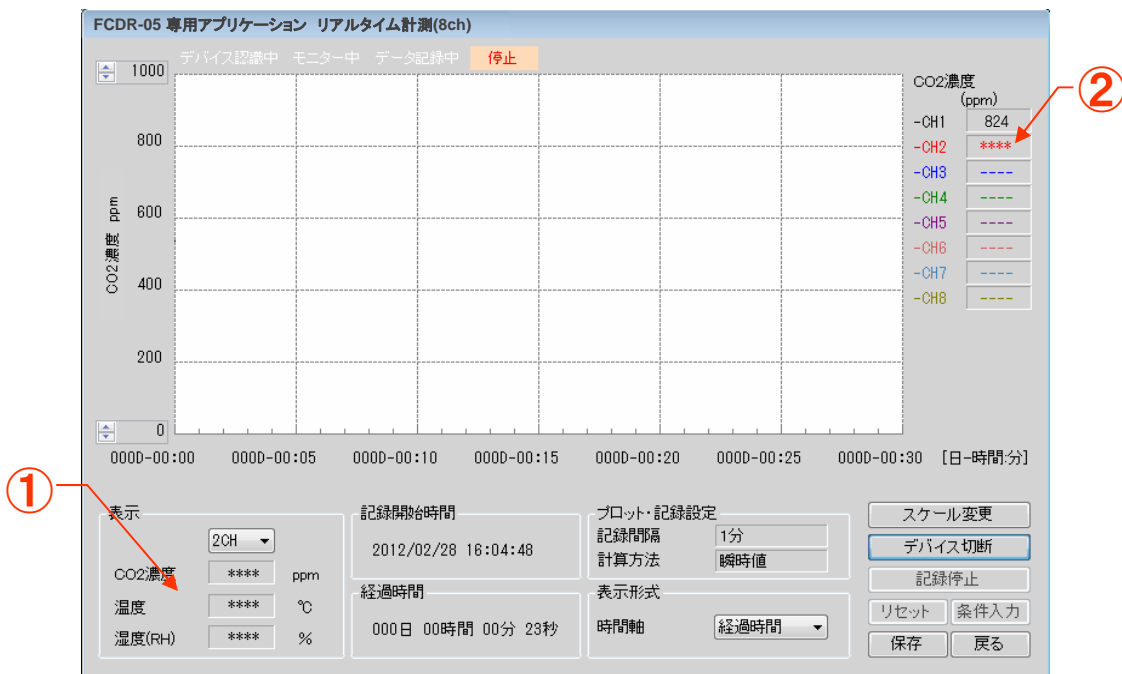 FCDR-05 専用アプリケーション リアルタイム計測(8ch)
デバイス認識中 モニター中 データ記録中 停止
1000
800
600
400
200
0
CO2濃度 ppm
0000-00:00 0000-00:05 0000-00:10 0000-00:15 0000-00:20 0000-00:25 0000-00:30 [日-時間:分]
CO2濃度
(ppm)
-CH1 824
-CH2 ****
-CH3 ----
-CH4 ----
-CH5 ----
-CH6 ----
-CH7 ----
-CH8 ----
②
①
表示
2CH
CO2濃度 **** ppm
温度 **** ℃
湿度(RH) **** %
記録開始時間
2012/02/28 16:04:48
経過時間
000日 00時間 00分 23秒
プロット・記録設定
記録間隔 1分
計算方法 瞬時値
表示形式
時間軸 経過時間
スケール変更
デバイス切断
記録停止
リセット 条件入力
保存 戻る